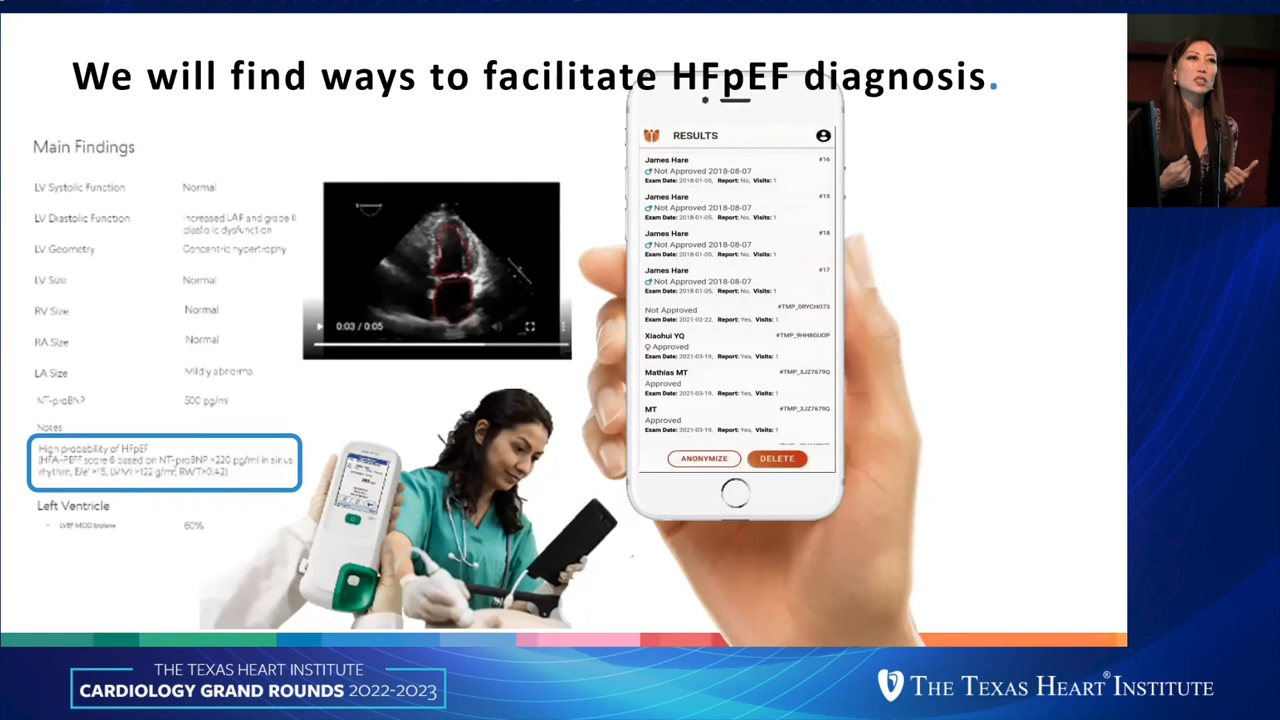 We will find ways to facilitate HFpEF diagnosis.
Main Findings
LV Systolic Function Normal
LV Diastolic Function Increased LAP and grade II
diastolic dysfunction
LV Geometry Concentric hypertrophy
LV Size Normal
RV Size Normal
RA Size Normal
LA Size Mildly abnormal
NT-proBNP 500 pg/ml
Notes
High probability of HFpEF
(HFA-PEFF score 6 based on NT-proBNP >220 pg/ml in sinus
rhythm, E/e' >15, LVMI >122 g/m², RWT>0.42)
Left Ventricle
- LVEF MOD biplane 60%
0:03 / 0:05
RESULTS
James Hare #16
Not Approved 2018-08-07
Exam Date: 2018-01-05, Report: No, Visits: 1
James Hare #15
Not Approved 2018-08-07
Exam Date: 2018-01-05, Report: No, Visits: 1
James Hare #18
Not Approved 2018-08-07
Exam Date: 2018-01-05, Report: No, Visits: 1
James Hare #17
Not Approved 2018-08-07
Exam Date: 2018-01-05, Report: No, Visits: 1
#TMP_0RYCHO73
Not Approved
Exam Date: 2021-02-22, Report: Yes, Visits: 1
Xiaohui YQ #TMP_9HH8GUOP
Approved
Exam Date: 2021-03-19, Report: Yes, Visits: 1
Mathias MT #TMP_3JZ7679Q
Approved
Exam Date: 2021-03-19, Report: Yes, Visits: 1
MT #TMP_3JZ7679Q
Approved
Exam Date: 2021-03-19, Report: Yes, Visits: 1
ANONYMIZE DELETE
THE TEXAS HEART INSTITUTE
CARDIOLOGY GRAND ROUNDS 2022-2023
THE TEXAS HEART® INSTITUTE